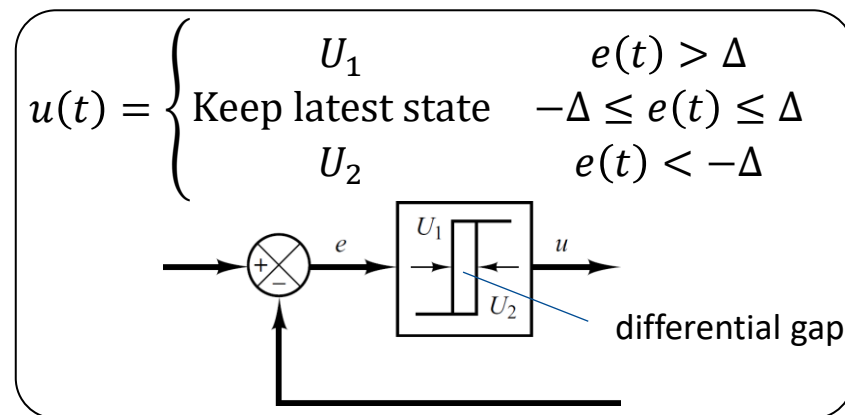 U₁ e(t) > Δ
u(t) = { Keep latest state −Δ ≤ e(t) ≤ Δ
U₂ e(t) < −Δ
U₁
e
u
+
−
U₂
differential gap